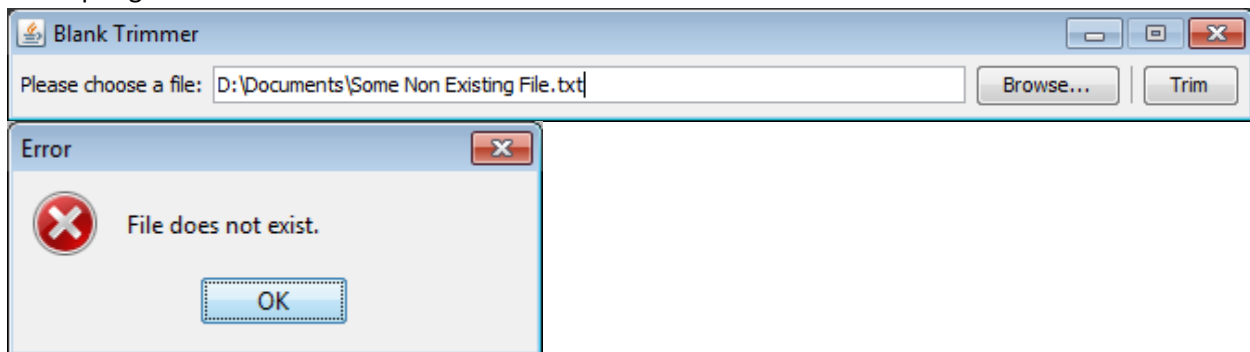 Blank Trimmer
Please choose a file: D:\Documents\Some Non Existing File.txt Browse... Trim
Error
File does not exist.
OK